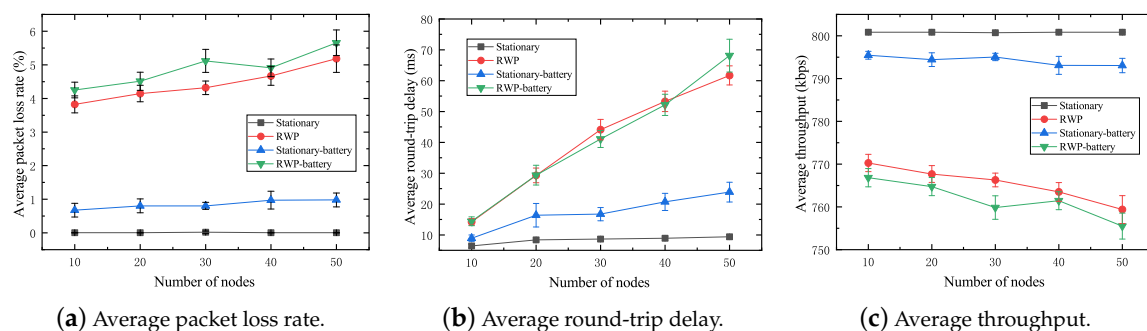 Average packet loss rate (%)
6
5
4
3
2
1
0
Stationary
RWP
Stationary-battery
RWP-battery
10 20 30 40 50
Number of nodes
(a) Average packet loss rate.
Average round-trip delay (ms)
80
70
60
50
40
30
20
10
Stationary
RWP
Stationary-battery
RWP-battery
10 20 30 40 50
Number of nodes
(b) Average round-trip delay.
Average throughput (kbps)
800
790
770
760
750
Stationary
RWP
Stationary-battery
RWP-battery
10 20 30 40 50
Number of nodes
(c) Average throughput.